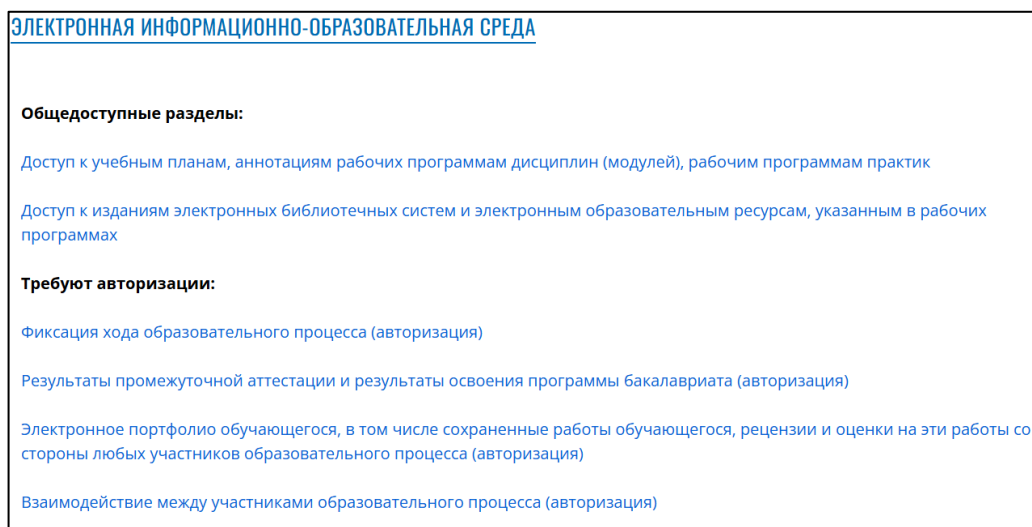 ЭЛЕКТРОННАЯ ИНФОРМАЦИОННО-ОБРАЗОВАТЕЛЬНАЯ СРЕДА
Общедоступные разделы:
Доступ к учебным планам, аннотациям рабочих программам дисциплин (модулей), рабочим программам практик
Доступ к изданиям электронных библиотечных систем и электронным образовательным ресурсам, указанным в рабочих
программах
Требуют авторизации:
Фиксация хода образовательного процесса (авторизация)
Результаты промежуточной аттестации и результаты освоения программы бакалавриата (авторизация)
Электронное портфолио обучающегося, в том числе сохраненные работы обучающегося, рецензии и оценки на эти работы со
стороны любых участников образовательного процесса (авторизация)
Взаимодействие между участниками образовательного процесса (авторизация)